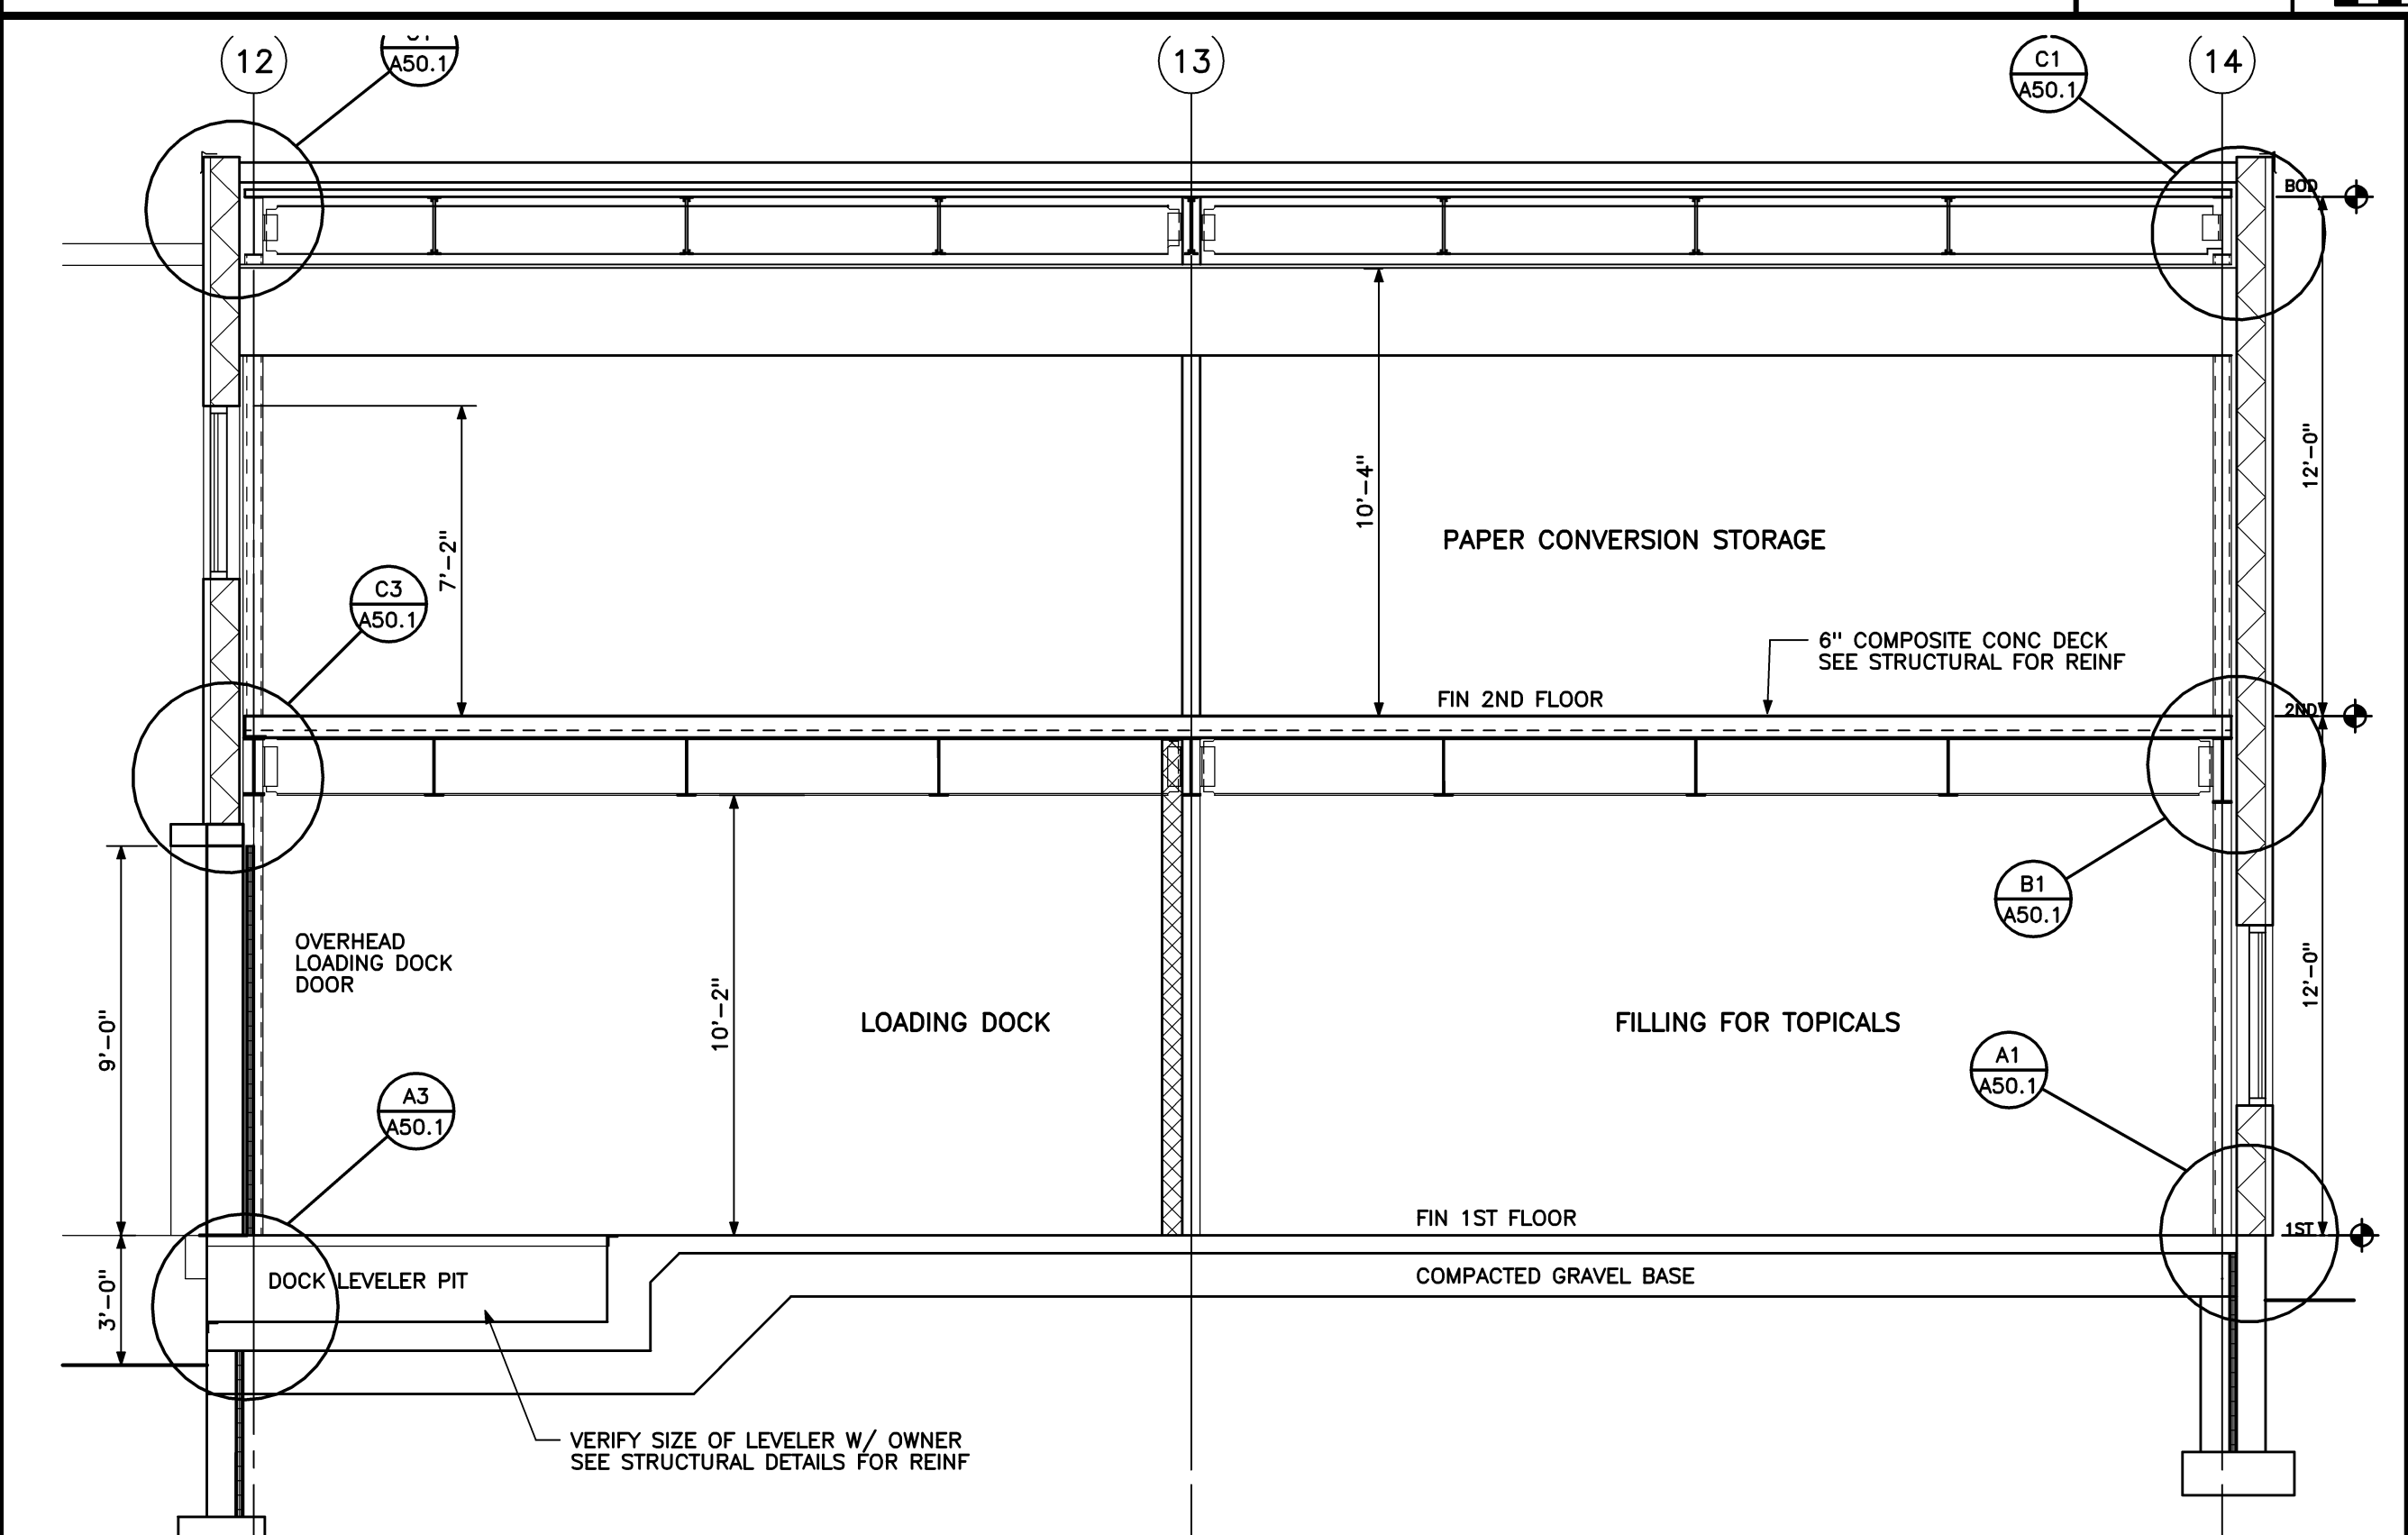 12
A50.1
13
C1
A50.1
14
BOD
12'-0"
10'-4"
7'-2"
PAPER CONVERSION STORAGE
C3
A50.1
6" COMPOSITE CONC DECK
SEE STRUCTURAL FOR REINF
FIN 2ND FLOOR
2ND
B1
A50.1
OVERHEAD
LOADING DOCK
DOOR
9'-0"
10'-2"
LOADING DOCK
FILLING FOR TOPICALS
12'-0"
A1
A50.1
A3
A50.1
FIN 1ST FLOOR
1ST
DOCK LEVELER PIT
COMPACTED GRAVEL BASE
3'-0"
VERIFY SIZE OF LEVELER W/ OWNER
SEE STRUCTURAL DETAILS FOR REINF